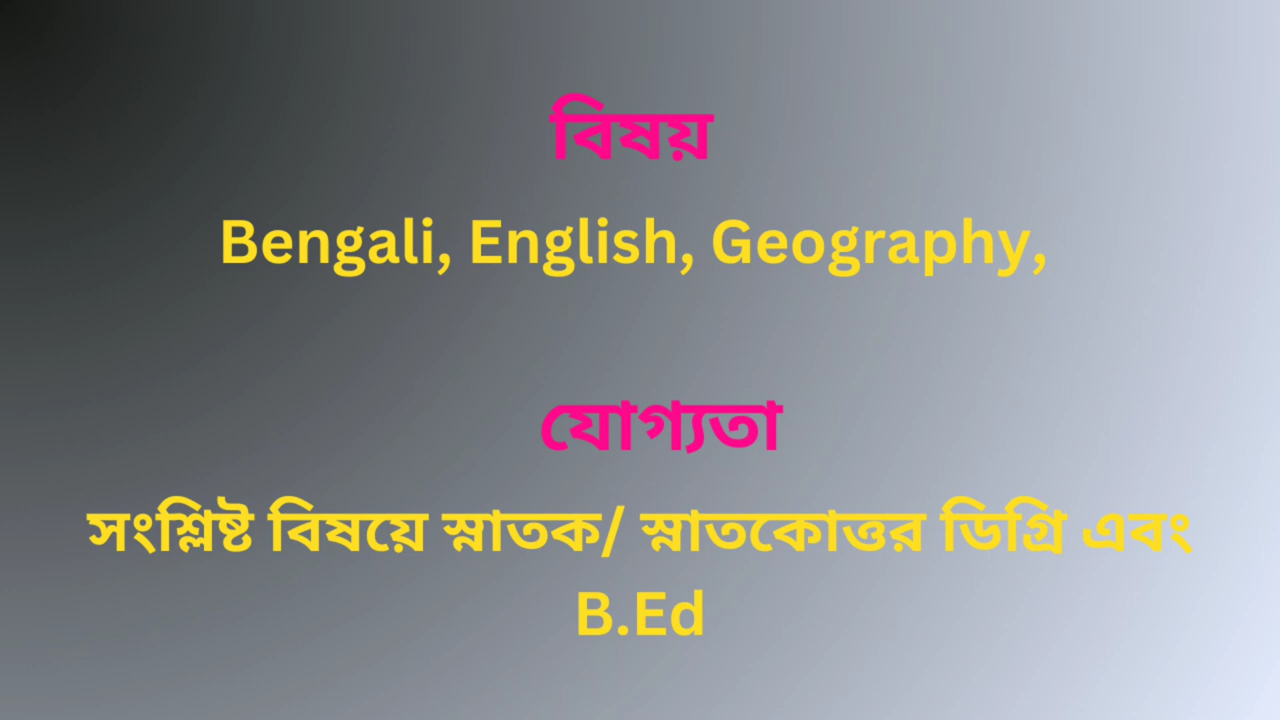 বিষয়
Bengali, English, Geography,
যোগ্যতা
সংশ্লিষ্ট বিষয়ে স্নাতক/ স্নাতকোত্তর ডিগ্রি এবং
B.Ed